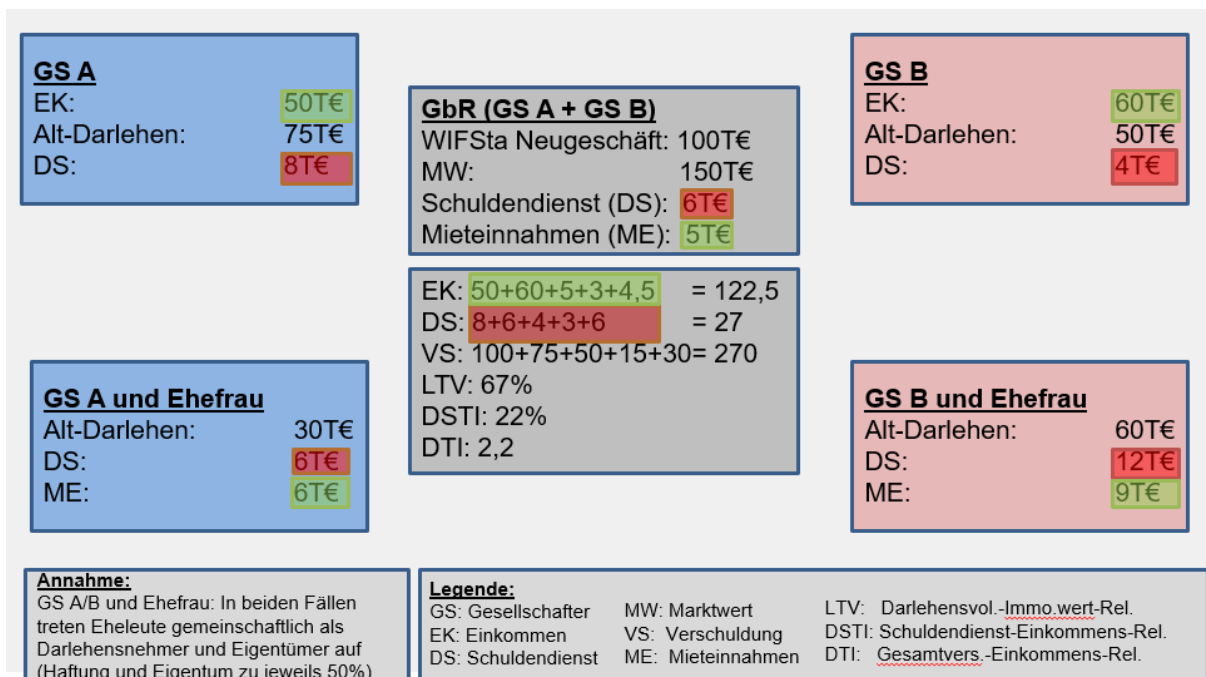 GS A
EK: 50T€
Alt-Darlehen: 75T€
DS: 8T€
GbR (GS A + GS B)
WIFSta Neugeschäft: 100T€
MW: 150T€
Schuldendienst (DS): 6T€
Mieteinnahmen (ME): 5T€
GS B
EK: 60T€
Alt-Darlehen: 50T€
DS: 4T€
EK: 50+60+5+3+4,5 = 122,5
DS: 8+6+4+3+6 = 27
VS: 100+75+50+15+30= 270
LTV: 67%
DSTI: 22%
DTI: 2,2
GS A und Ehefrau
Alt-Darlehen: 30T€
DS: 6T€
ME: 6T€
GS B und Ehefrau
Alt-Darlehen: 60T€
DS: 12T€
ME: 9T€
Annahme:
GS A/B und Ehefrau: In beiden Fällen
treten Eheleute gemeinschaftlich als
Darlehensnehmer und Eigentümer auf
(Haftung und Eigentum zu jeweils 50%)
Legende:
GS: Gesellschafter MW: Marktwert LTV: Darlehensvol.-Immo.wert-Rel.
EK: Einkommen VS: Verschuldung DSTI: Schuldendienst-Einkommens-Rel.
DS: Schuldendienst ME: Mieteinnahmen DTI: Gesamtvers.-Einkommens-Rel.